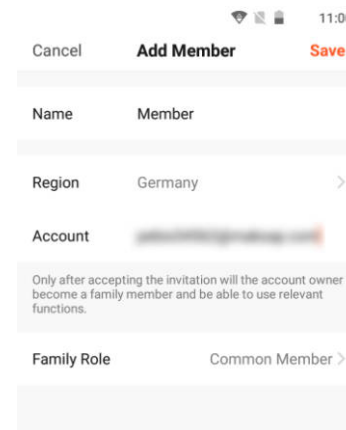 11:0
Cancel Add Member Save
Name Member
Region Germany
Account
Only after accepting the invitation will the account owner
become a family member and be able to use relevant
functions.
Family Role Common Member